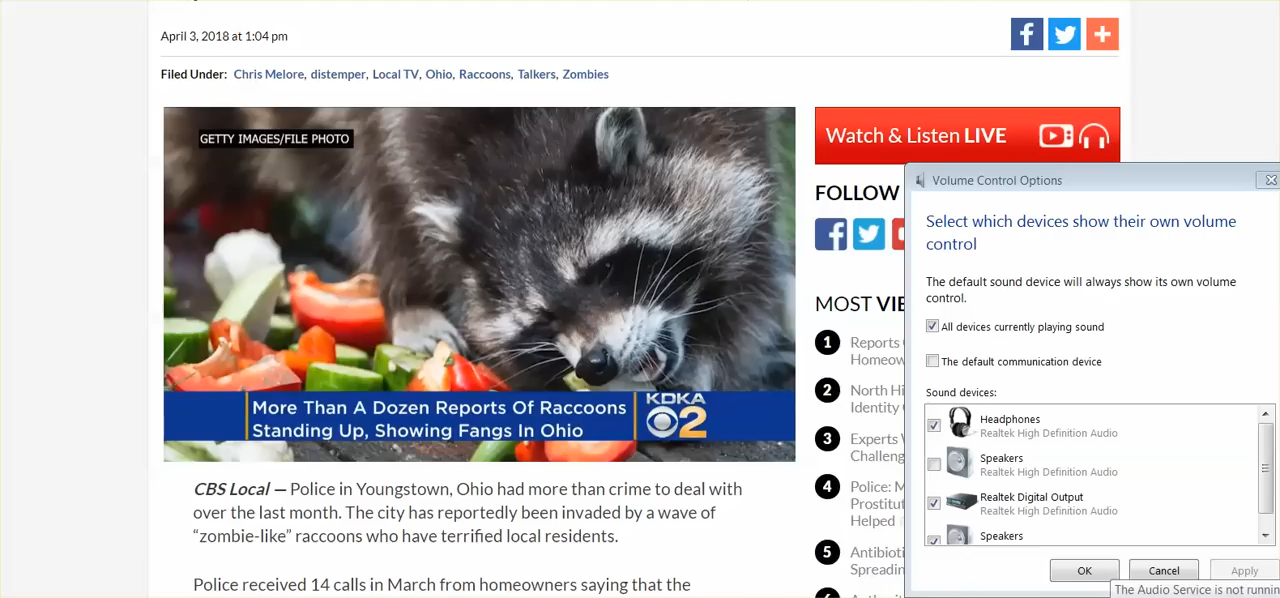 April 3, 2018 at 1:04 pm
Filed Under: Chris Melore, distemper, Local TV, Ohio, Raccoons, Talkers, Zombies
GETTY IMAGES/FILE PHOTO
More Than A Dozen Reports Of Raccoons
Standing Up, Showing Fangs In Ohio
KDKA
2
CBS Local — Police in Youngstown, Ohio had more than crime to deal with
over the last month. The city has reportedly been invaded by a wave of
“zombie-like” raccoons who have terrified local residents.
Police received 14 calls in March from homeowners saying that the
Watch & Listen LIVE
FOLLOW
MOST VIE
1 Reports
Homeow
2 North Hi
Identity
3 Experts
Challeng
4 Police: M
Prostitut
Helped
5 Antibioti
Spreadin
Volume Control Options
Select which devices show their own volume
control
The default sound device will always show its own volume
control.
All devices currently playing sound
The default communication device
Sound devices:
Headphones
Realtek High Definition Audio
Speakers
Realtek High Definition Audio
Realtek Digital Output
Realtek High Definition Audio
Speakers
OK
Cancel
Apply
The Audio Service is not runnin